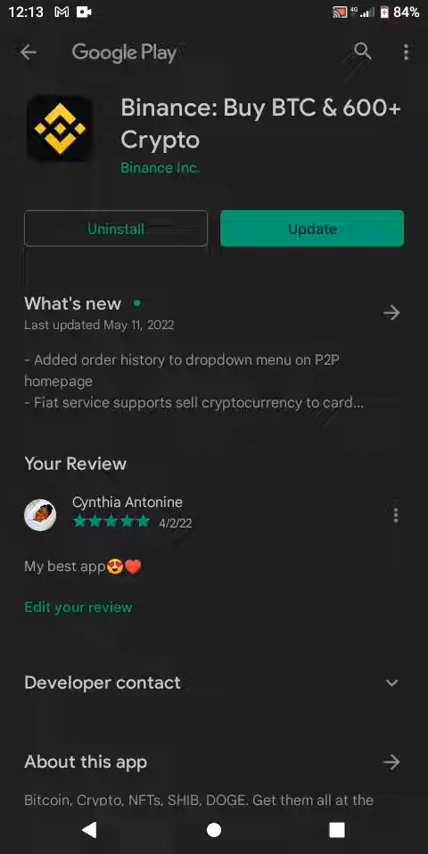 12:13
4G
84%
Google Play
Binance: Buy BTC & 600+
Crypto
Binance Inc.
Uninstall
Update
What's new
Last updated May 11, 2022
- Added order history to dropdown menu on P2P
homepage
- Fiat service supports sell cryptocurrency to card...
Your Review
Cynthia Antonine
4/2/22
My best app😍❤️
Edit your review
Developer contact
About this app
Bitcoin, Crypto, NFTs, SHIB, DOGE. Get them all at the